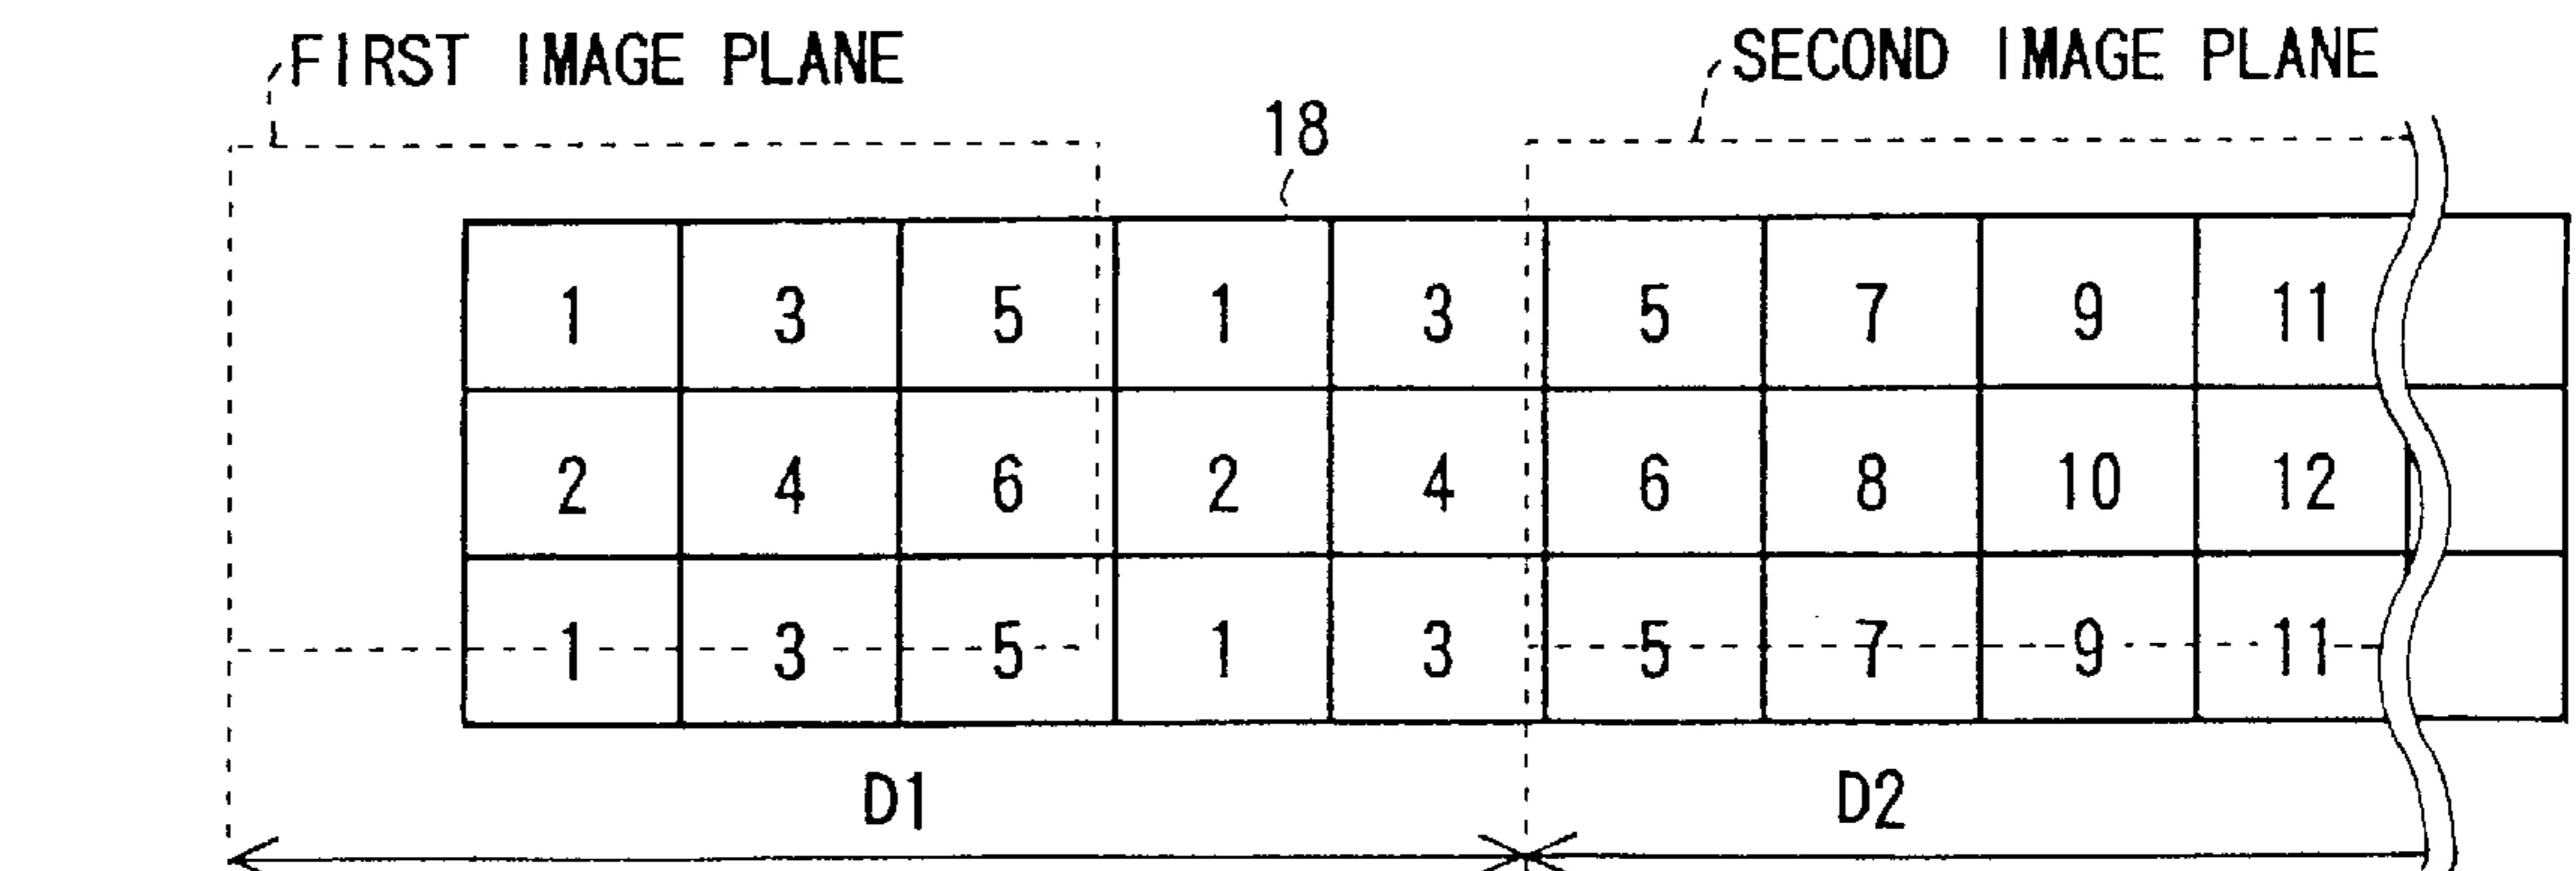 FIRST IMAGE PLANE SECOND IMAGE PLANE
18
1 3 5 1 3 5 7 9 11
2 4 6 2 4 6 8 10 12
1 3 5 1 3 5 7 9 11
D1 D2